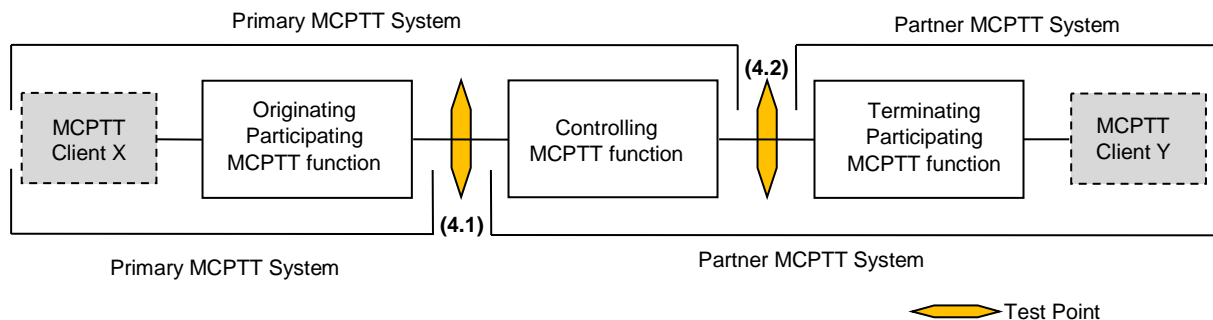 Primary MCPTT System
Partner MCPTT System
(4.2)
MCPTT
Client X
Originating
Participating
MCPTT function
Controlling
MCPTT function
Terminating
Participating
MCPTT function
MCPTT
Client Y
(4.1)
Primary MCPTT System
Partner MCPTT System
Test Point